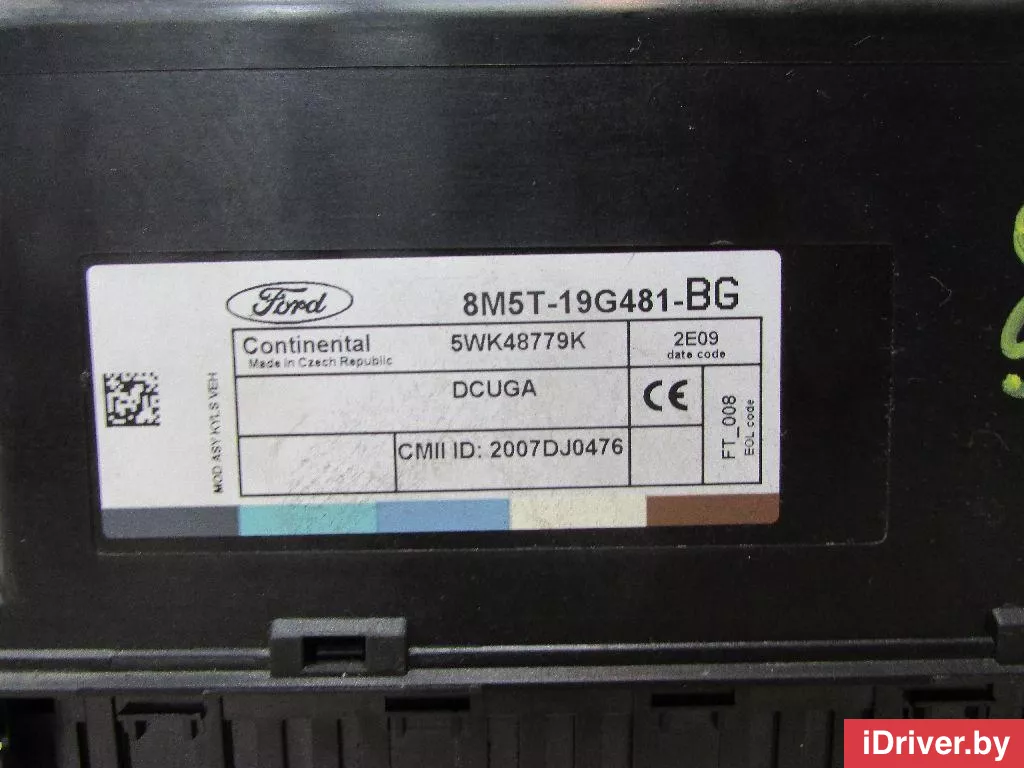 Ford 8M5T-19G481-BG
Continental 5WK48779K 2E09
Made in Czech Republic date code
DCUGA CE
MOD ASY KYLS VEH
CMII ID: 2007DJ0476
FT_008
EOL code
iDriver.by